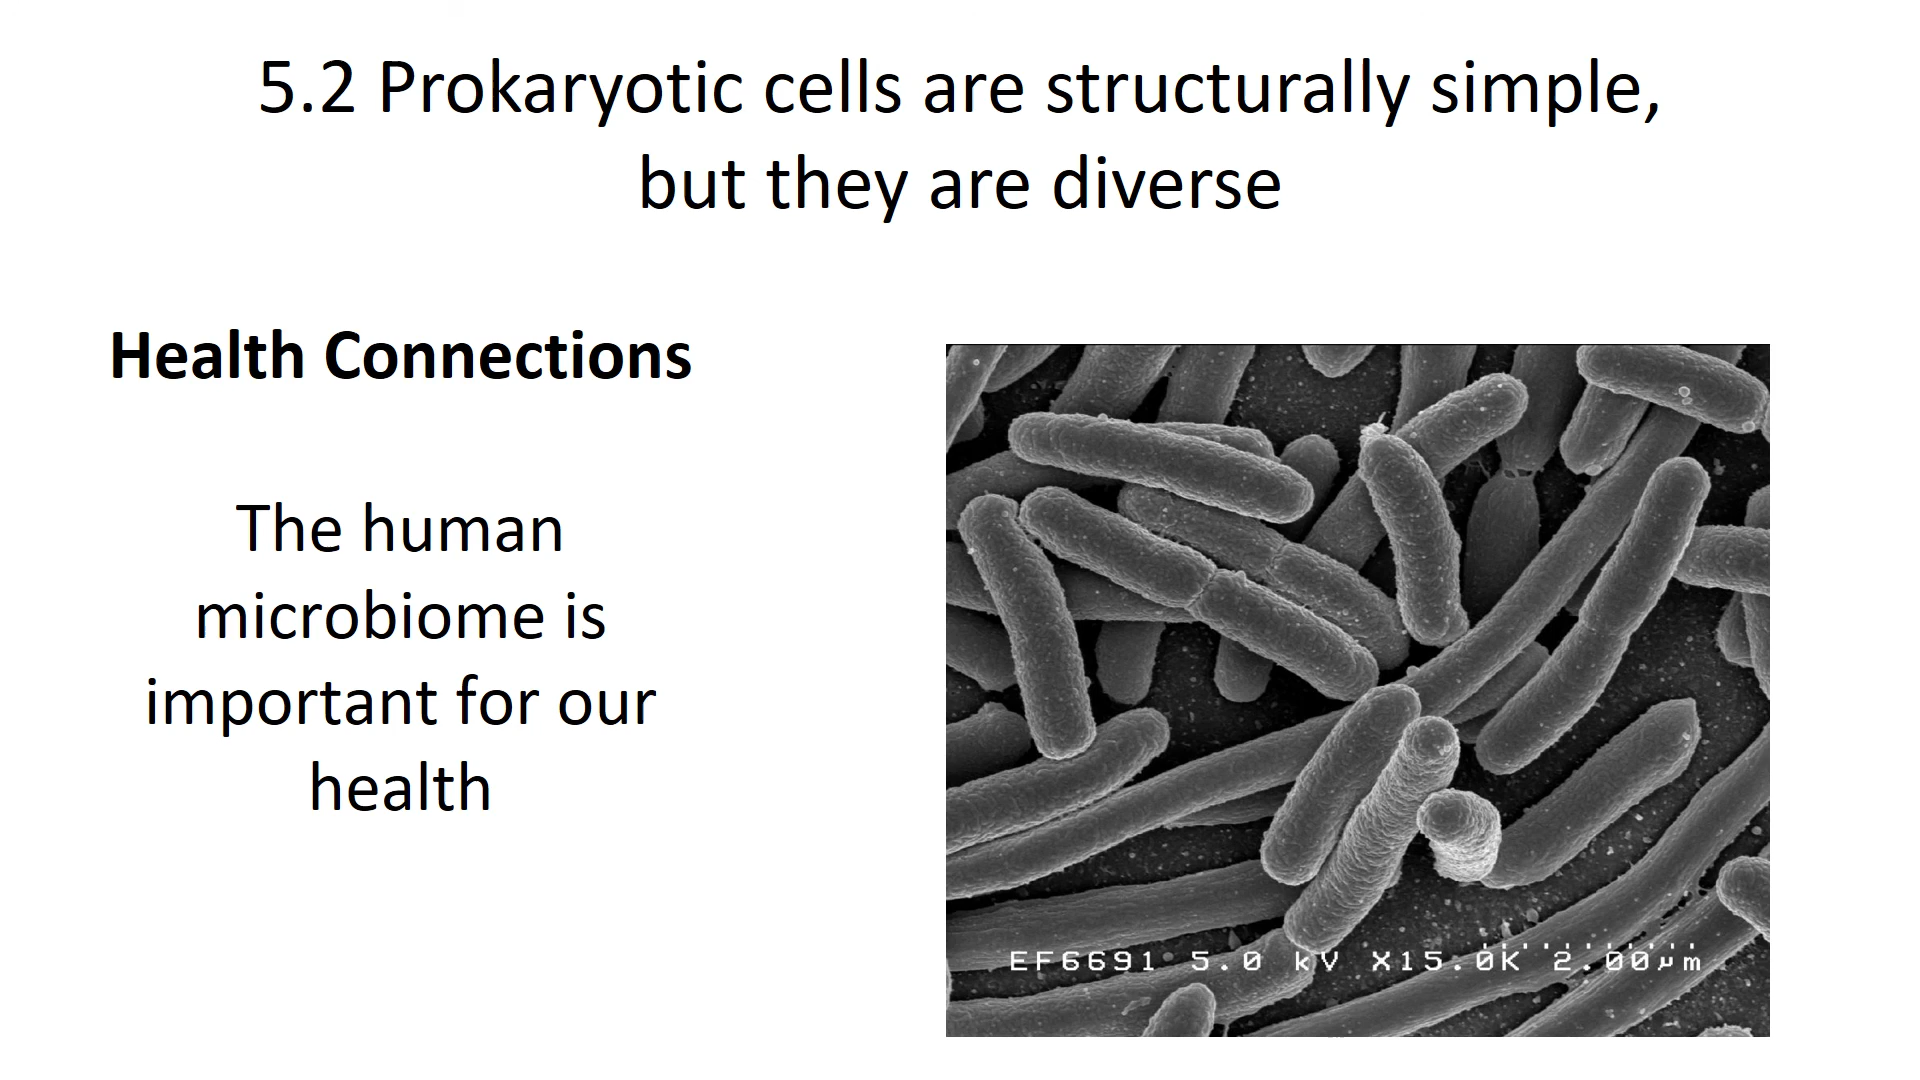 5.2 Prokaryotic cells are structurally simple,
but they are diverse
Health Connections
The human
microbiome is
important for our
health
EF6691 5.0 kV X15.0K 2.00µm